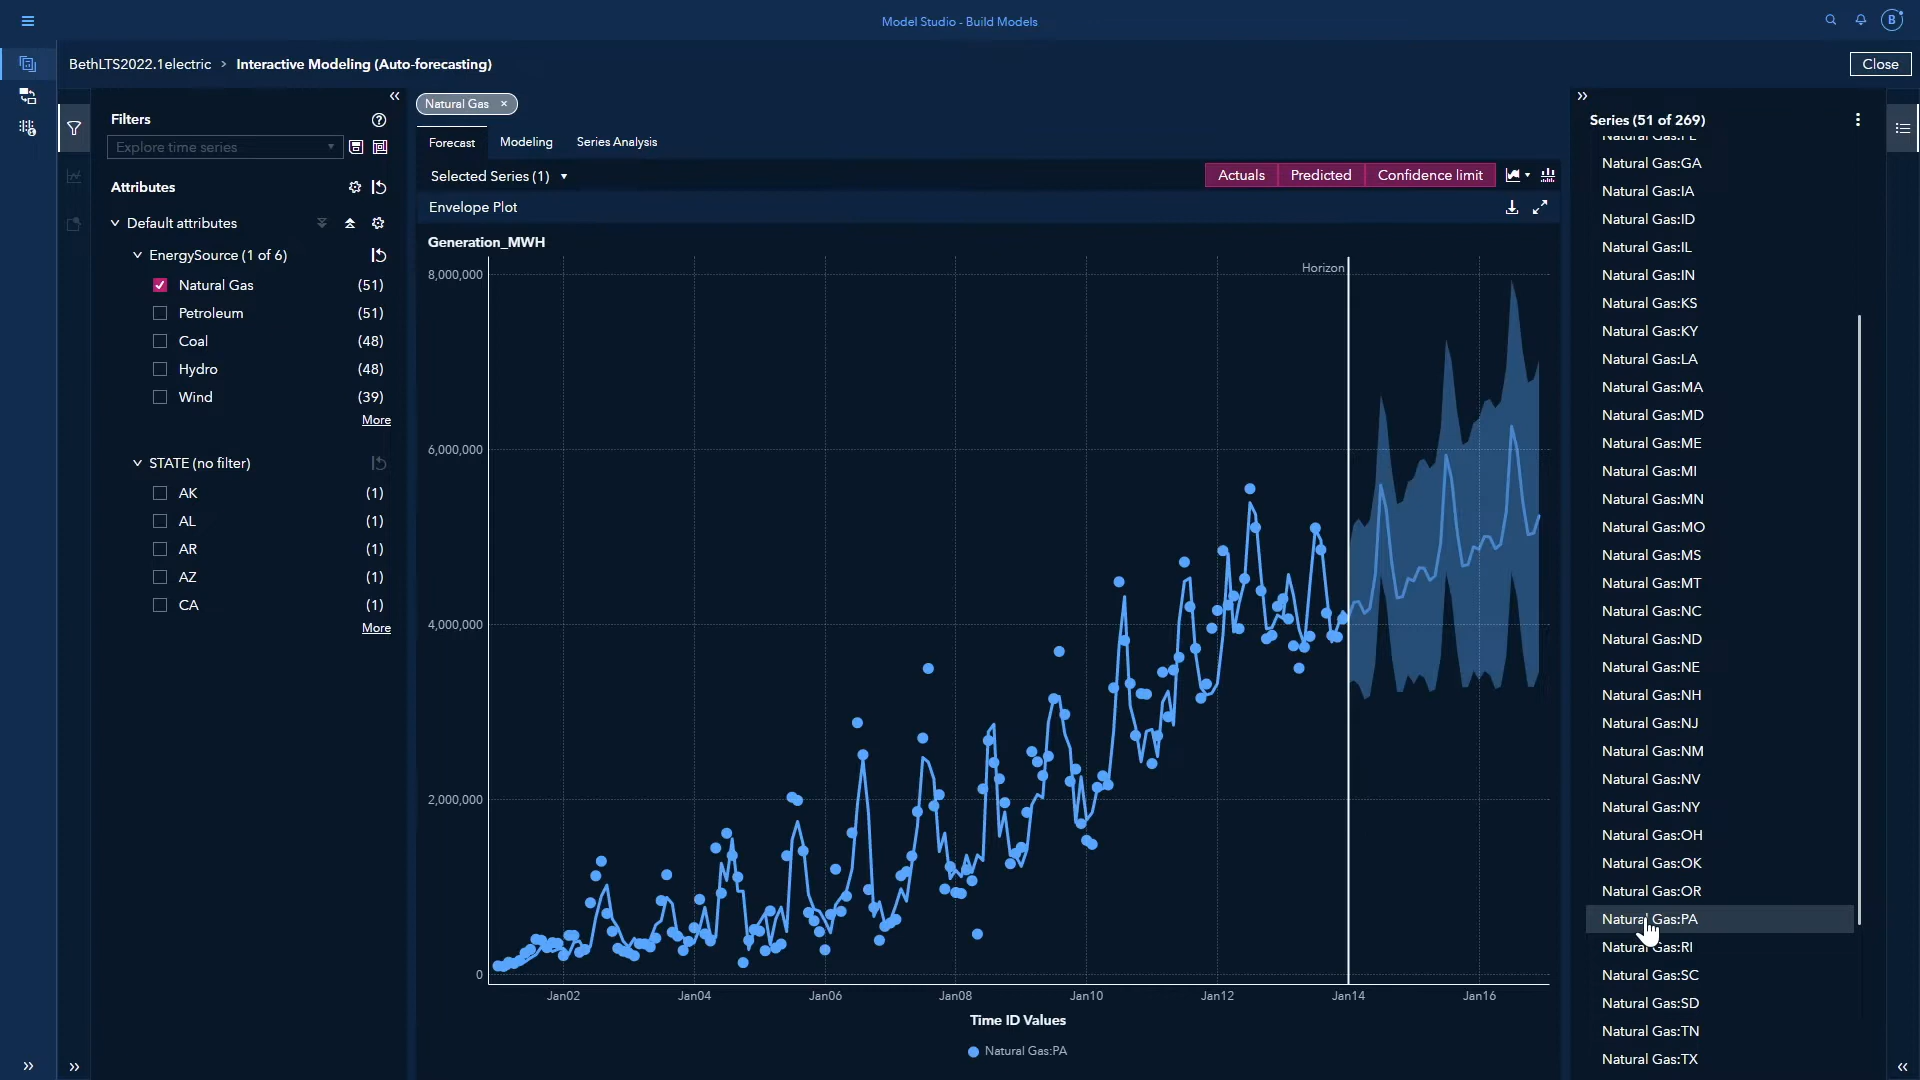 Model Studio - Build Models
B
BethLTS2022.1electric > Interactive Modeling (Auto-forecasting)
Close
Filters
Explore time series
Attributes
Default attributes
EnergySource (1 of 6)
Natural Gas (51)
Petroleum (51)
Coal (48)
Hydro (48)
Wind (39)
More
STATE (no filter)
AK (1)
AL (1)
AR (1)
AZ (1)
CA (1)
More
Natural Gas ×
Forecast Modeling Series Analysis
Selected Series (1)
Actuals Predicted Confidence limit
Envelope Plot
Generation_MWH
Horizon
8,000,000
6,000,000
4,000,000
2,000,000
0
Jan02 Jan04 Jan06 Jan08 Jan10 Jan12 Jan14 Jan16
Time ID Values
Natural Gas:PA
Series (51 of 269)
Natural Gas:FL
Natural Gas:GA
Natural Gas:IA
Natural Gas:ID
Natural Gas:IL
Natural Gas:IN
Natural Gas:KS
Natural Gas:KY
Natural Gas:LA
Natural Gas:MA
Natural Gas:MD
Natural Gas:ME
Natural Gas:MI
Natural Gas:MN
Natural Gas:MO
Natural Gas:MS
Natural Gas:MT
Natural Gas:NC
Natural Gas:ND
Natural Gas:NE
Natural Gas:NH
Natural Gas:NJ
Natural Gas:NM
Natural Gas:NV
Natural Gas:NY
Natural Gas:OH
Natural Gas:OK
Natural Gas:OR
Natural Gas:PA
Natural Gas:RI
Natural Gas:SC
Natural Gas:SD
Natural Gas:TN
Natural Gas:TX